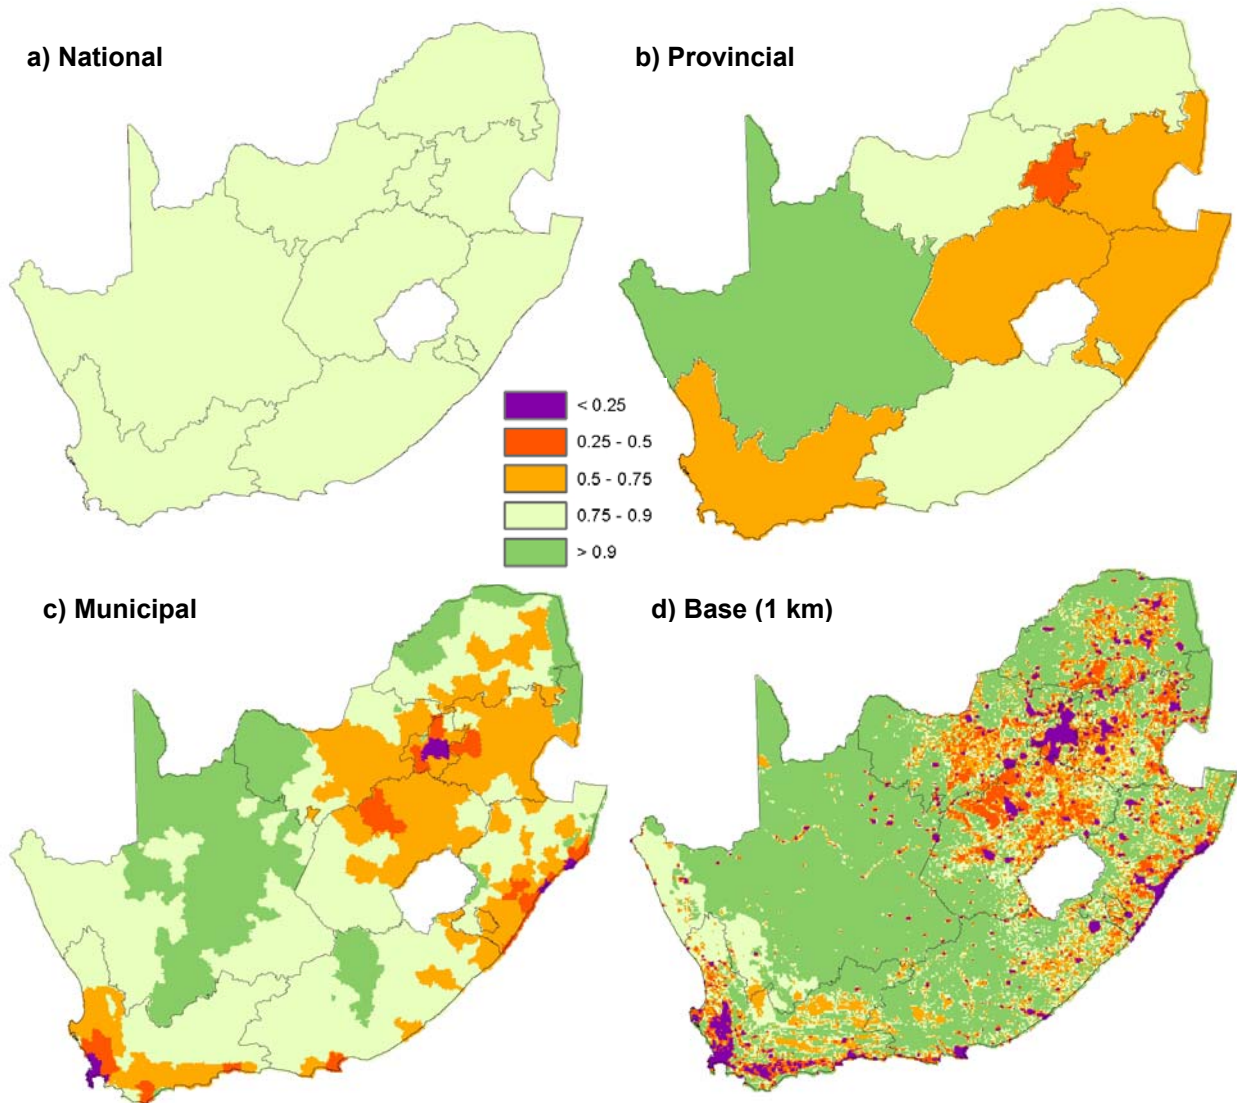 a) National
b) Provincial
< 0.25
0.25 - 0.5
0.5 - 0.75
0.75 - 0.9
> 0.9
c) Municipal
d) Base (1 km)